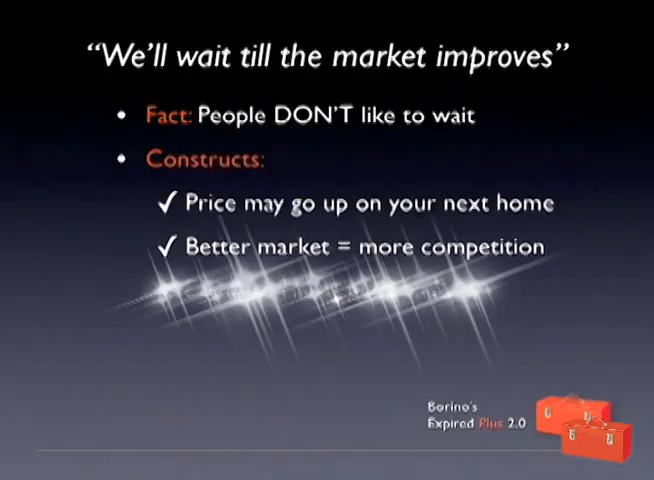 “We’ll wait till the market improves”
• Fact: People DON’T like to wait
• Constructs:
✓ Price may go up on your next home
✓ Better market = more competition
Borino’s
Expired Plus 2.0